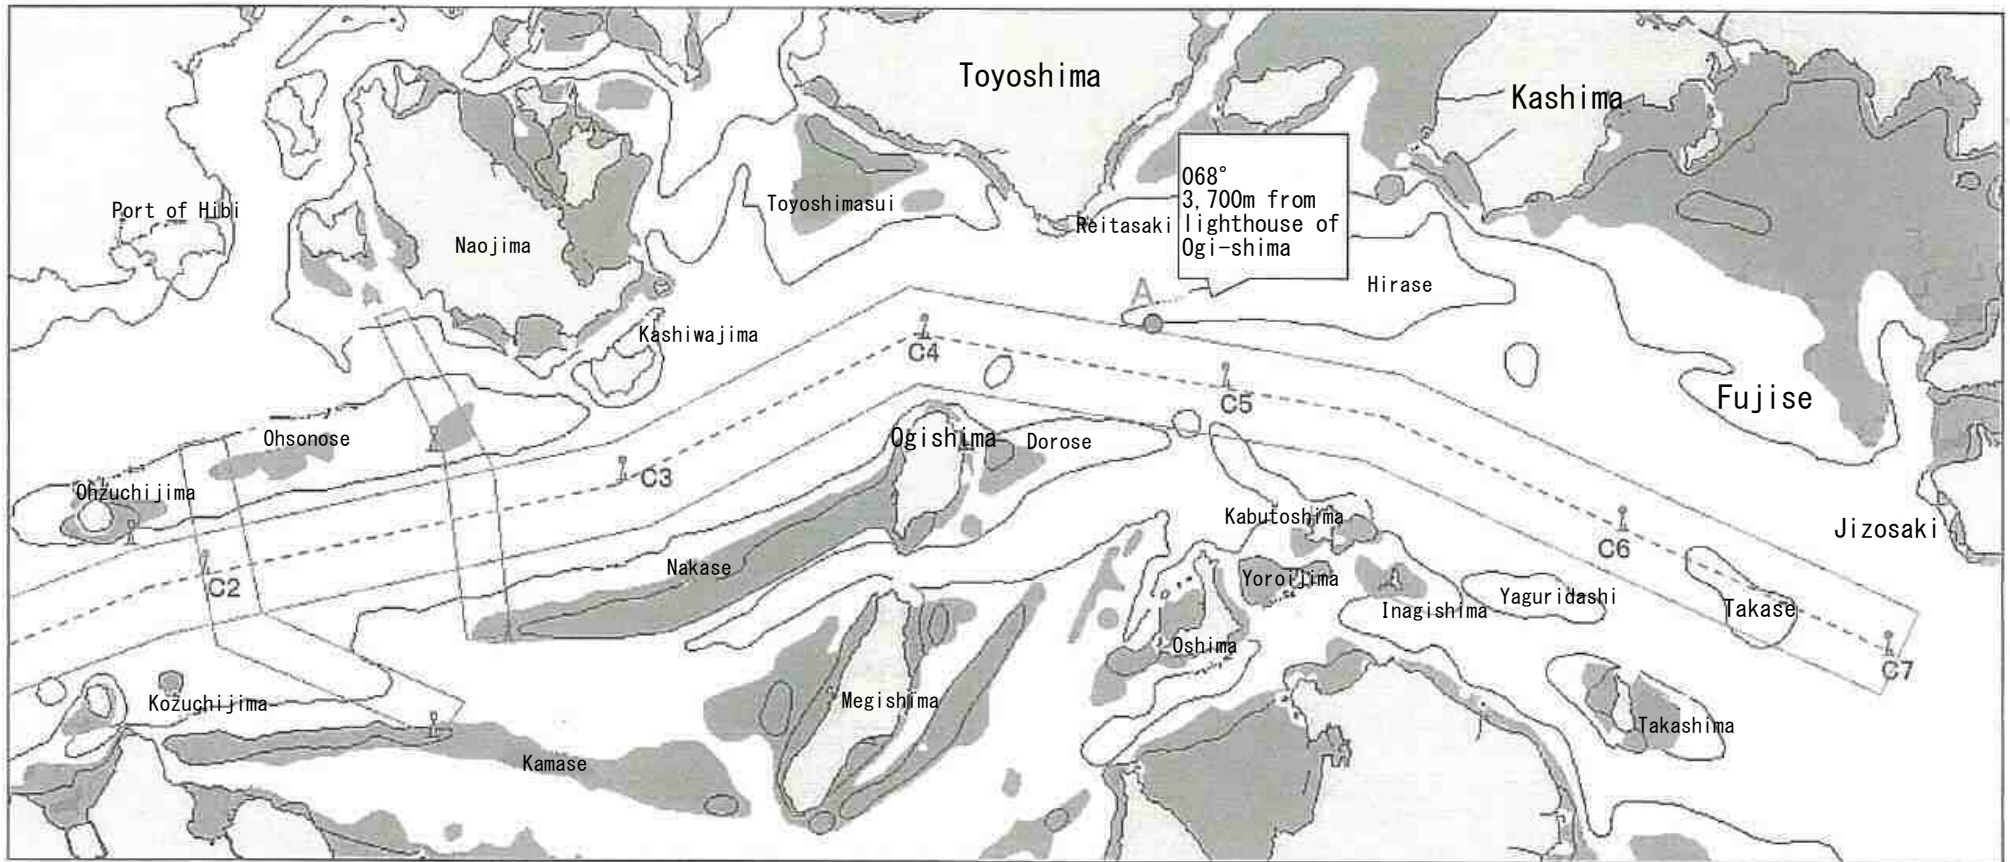 Toyoshima
Kashima
068°
3,700m from
lighthouse of
Ogi-shima
Port of Hibi
Toyoshimasui
Reitasaki
Naojima
Hirase
A
Kashiwajima
C4
C5
Fujise
Ohsonose
Ogishima
Dorose
C3
Ohzuchijima
Kabutoshima
Jizosaki
C6
Nakase
Yoroijima
C2
Yaguridashi
Inagishima
Takase
Oshima
C7
Kozuchijima
Megishima
Takashima
Kamase